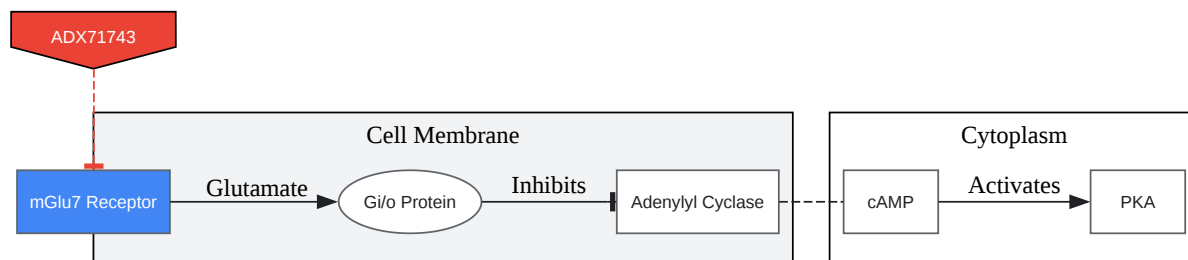 ADX71743
Cell Membrane
Cytoplasm
mGlu7 Receptor
Glutamate
Gi/o Protein
Inhibits
Adenylyl Cyclase
cAMP
Activates
PKA